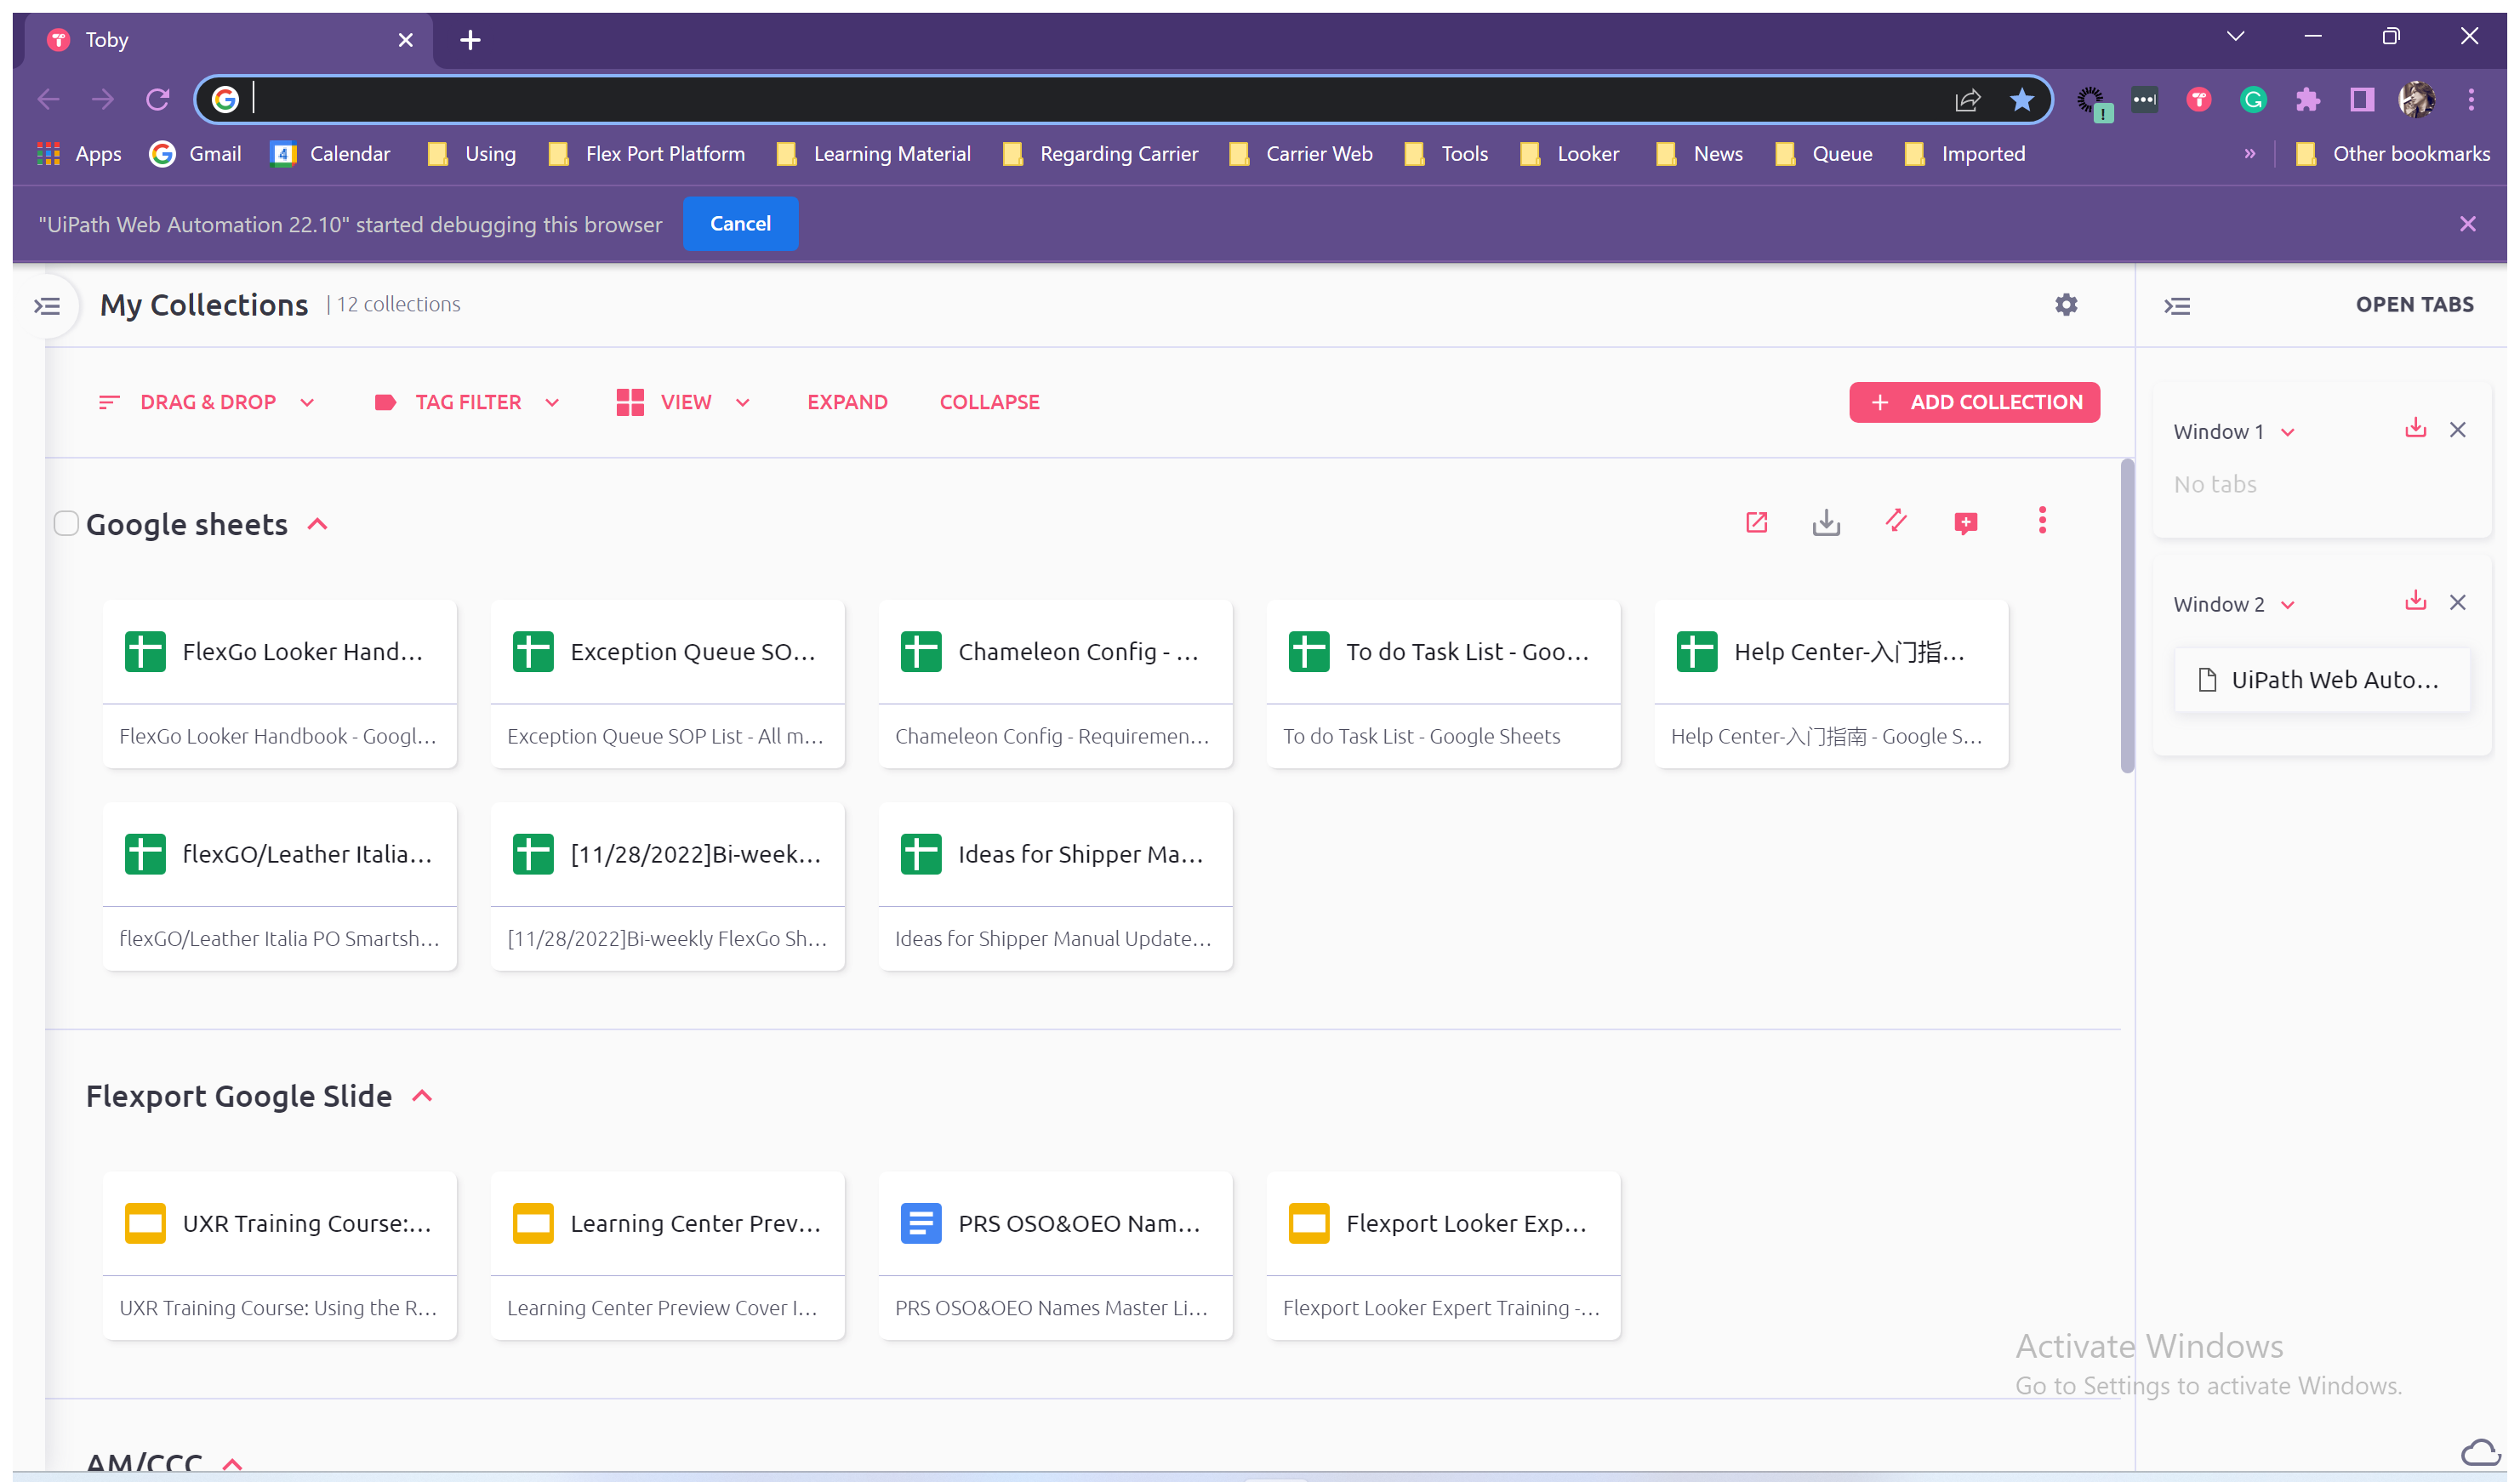 Toby
Apps Gmail Calendar Using Flex Port Platform Learning Material Regarding Carrier Carrier Web Tools Looker News Queue Imported » Other bookmarks
"UiPath Web Automation 22.10" started debugging this browser Cancel
My Collections | 12 collections
OPEN TABS
DRAG & DROP TAG FILTER VIEW EXPAND COLLAPSE + ADD COLLECTION
Window 1
No tabs
Google sheets
Window 2
UiPath Web Auto...
FlexGo Looker Hand... Exception Queue SO... Chameleon Config - ... To do Task List - Goo... Help Center-入门指...
FlexGo Looker Handbook - Googl... Exception Queue SOP List - All m... Chameleon Config - Requiremen... To do Task List - Google Sheets Help Center-入门指南 - Google S...
flexGO/Leather Italia... [11/28/2022]Bi-week... Ideas for Shipper Ma...
flexGO/Leather Italia PO Smartsh... [11/28/2022]Bi-weekly FlexGo Sh... Ideas for Shipper Manual Update...
Flexport Google Slide
UXR Training Course:... Learning Center Prev... PRS OSO&OEO Nam... Flexport Looker Exp...
UXR Training Course: Using the R... Learning Center Preview Cover I... PRS OSO&OEO Names Master Li... Flexport Looker Expert Training -...
Activate Windows
Go to Settings to activate Windows.
AM/CCC